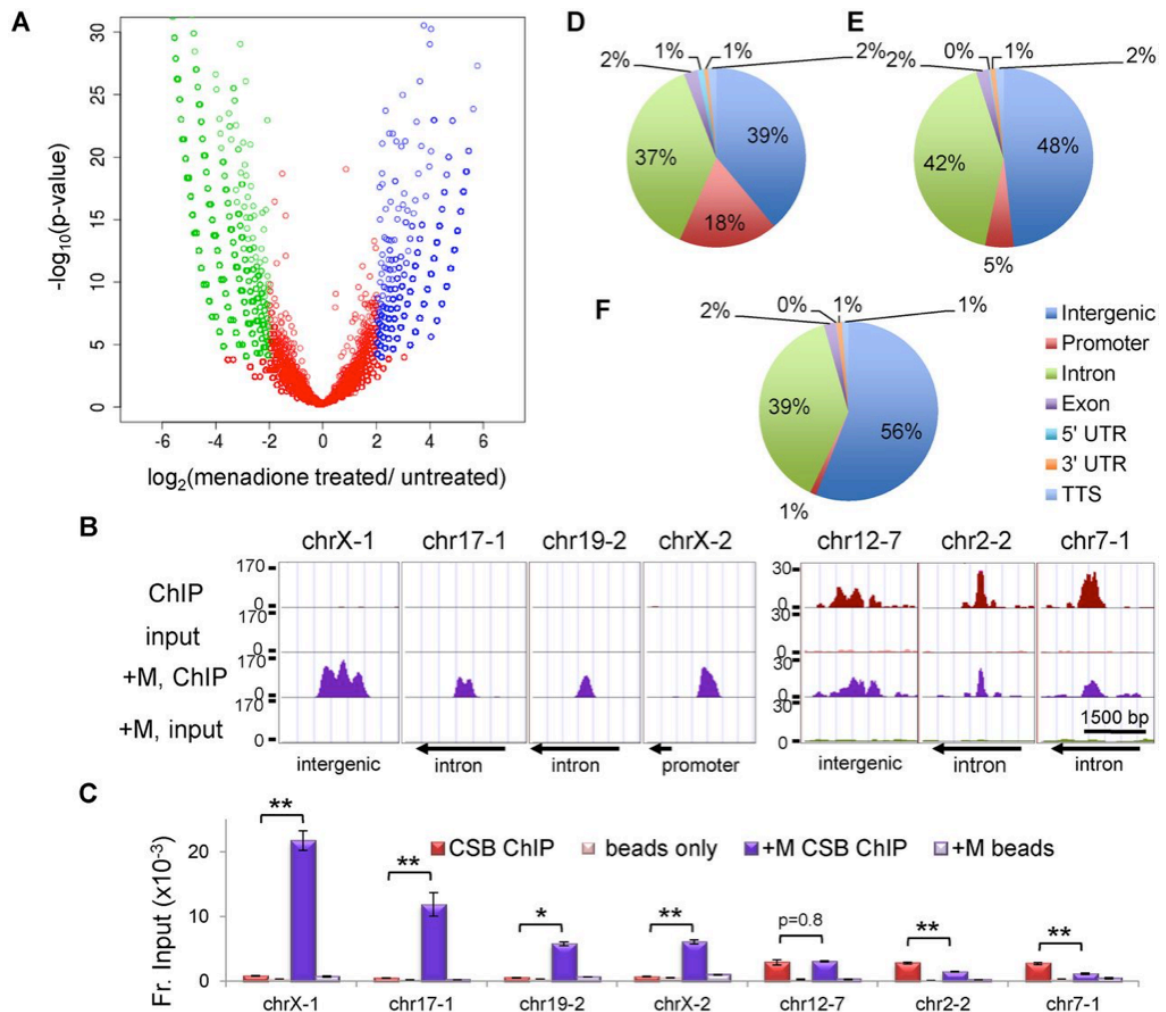 A
-log10(p-value)
30
25
20
15
10
5
0
-6 -4 -2 0 2 4 6
log2(menadione treated/ untreated)
D
2% 1% 1% 2%
39%
37%
18%
E
2% 0% 1% 2%
48%
42%
5%
F
2% 0% 1% 1%
56%
39%
1%
Intergenic
Promoter
Intron
Exon
5' UTR
3' UTR
TTS
B
chrX-1 chr17-1 chr19-2 chrX-2 chr12-7 chr2-2 chr7-1
ChIP 170 0 30 0
input 170 0 30 0
+M, ChIP 170 0 30 0
+M, input 170 0 30 0
1500 bp
intergenic intron intron promoter intergenic intron intron
C
Fr. Input (x10-3)
20
10
0
** ** * ** p=0.8 ** **
CSB ChIP beads only +M CSB ChIP +M beads
chrX-1 chr17-1 chr19-2 chrX-2 chr12-7 chr2-2 chr7-1